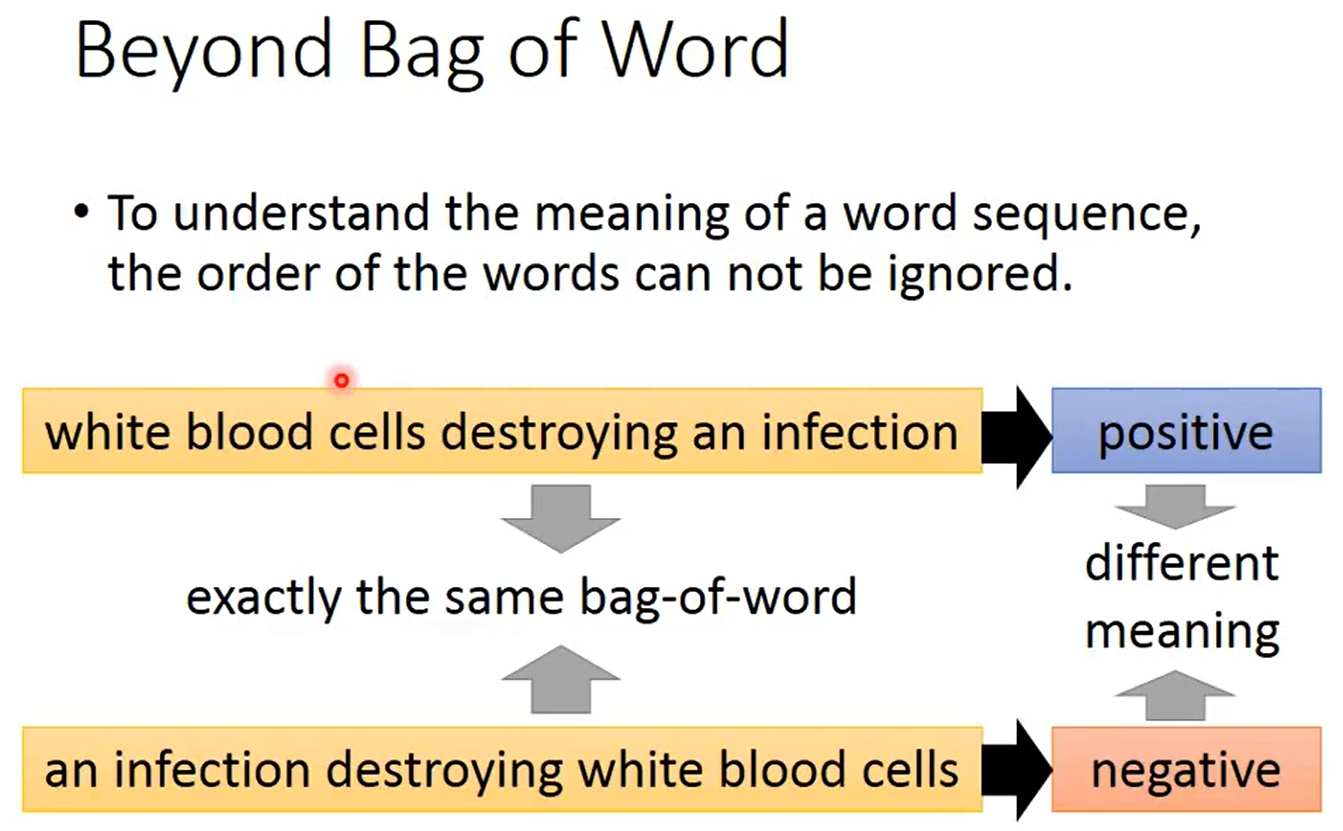 Beyond Bag of Word
• To understand the meaning of a word sequence,
the order of the words can not be ignored.
white blood cells destroying an infection
positive
exactly the same bag-of-word
different
meaning
an infection destroying white blood cells
negative